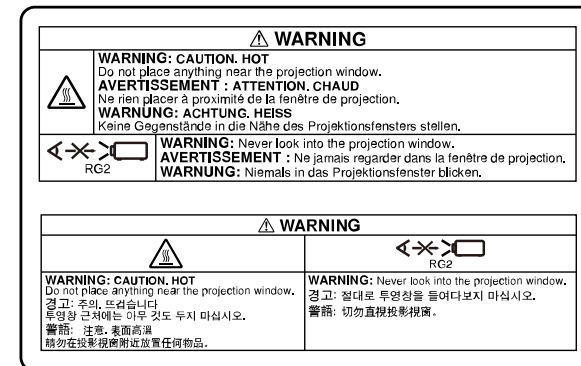 ⚠ WARNING
WARNING: CAUTION. HOT
Do not place anything near the projection window.
AVERTISSEMENT : ATTENTION. CHAUD
Ne rien placer à proximité de la fenêtre de projection.
WARNUNG: ACHTUNG. HEISS
Keine Gegenstände in die Nähe des Projektionsfensters stellen.
RG2
WARNING: Never look into the projection window.
AVERTISSEMENT : Ne jamais regarder dans la fenêtre de projection.
WARNUNG: Niemals in das Projektionsfenster blicken.
⚠ WARNING
RG2
WARNING: CAUTION. HOT
Do not place anything near the projection window.
경고: 주의. 뜨겁습니다
투영창 근처에는 아무 것도 두지 마십시오.
警語: 注意. 表面高溫
請勿在投影視窗附近放置任何物品。
WARNING: Never look into the projection window.
경고: 절대로 투영창을 들여다보지 마십시오.
警語: 切勿直視投影視窗。